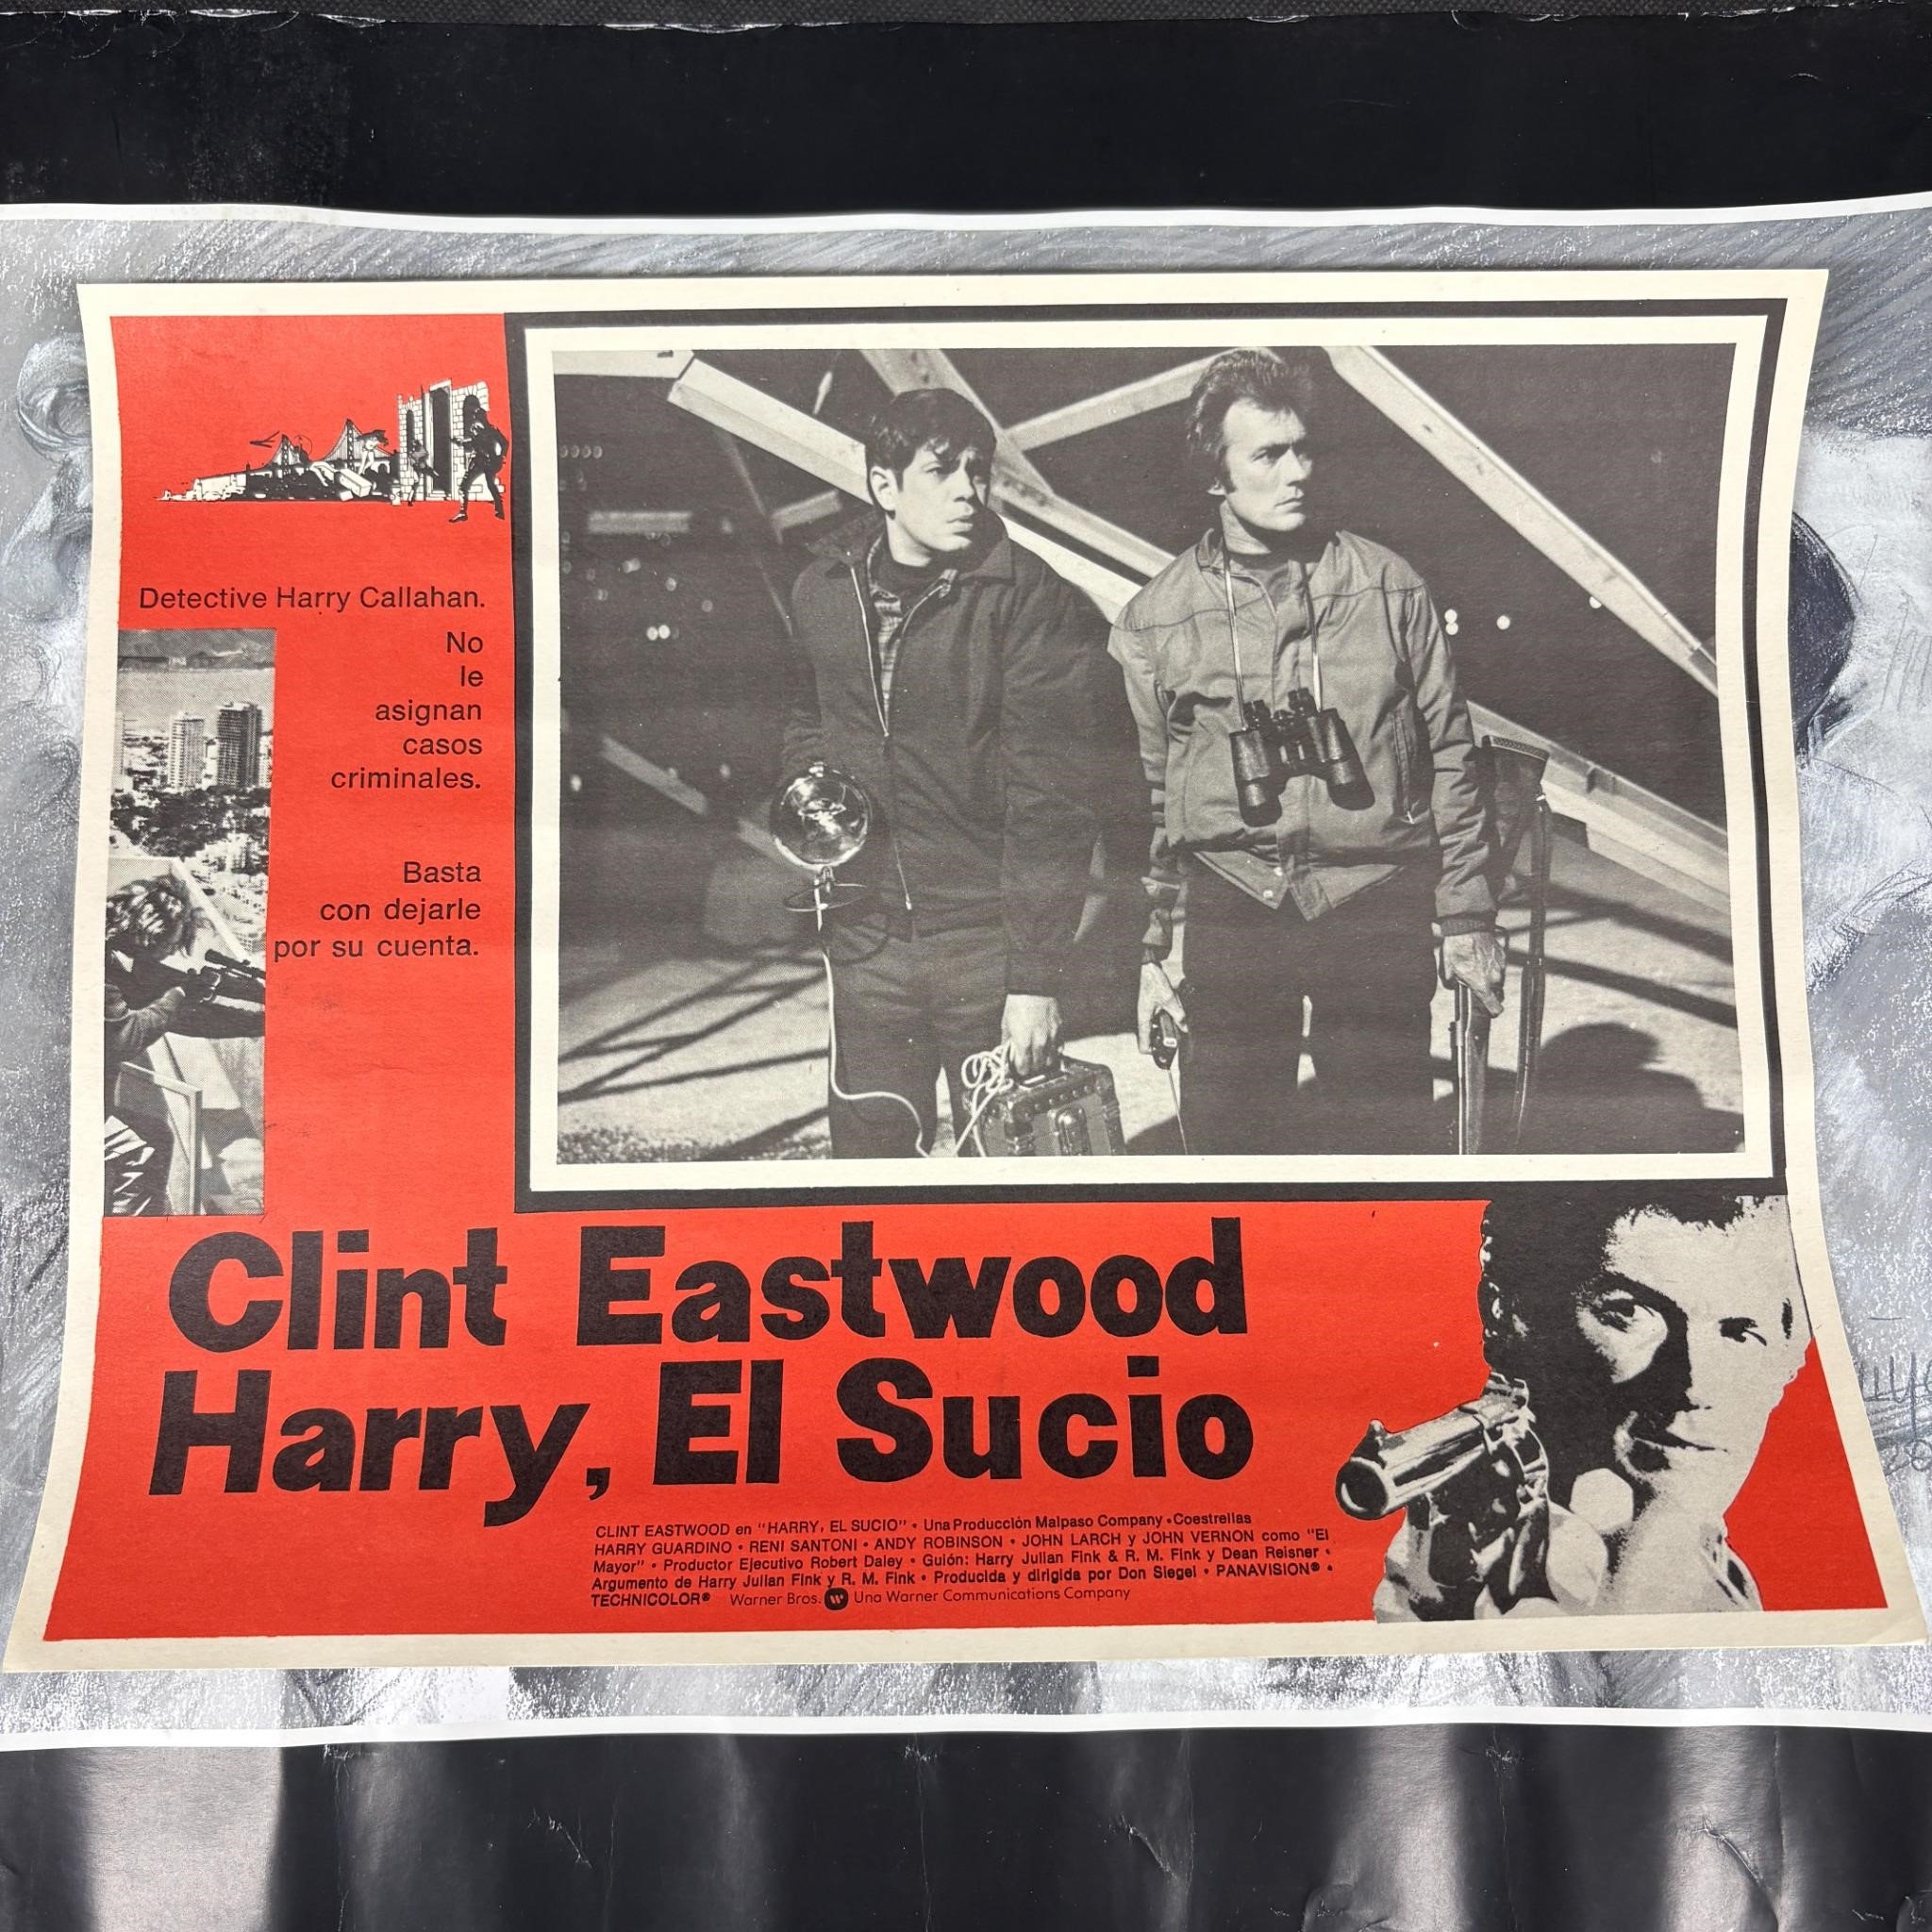 Detective Harry Callahan.
No
le
asignan
casos
criminales.
Basta
con dejarle
por su cuenta.
Clint Eastwood
Harry, El Sucio
CLINT EASTWOOD en "HARRY, EL SUCIO" • Una Producción Malpaso Company • Coestrellas
HARRY GUARDINO • RENI SANTONI • ANDY ROBINSON • JOHN LARCH y JOHN VERNON como "El
Mayor" • Productor Ejecutivo Robert Daley • Guión: Harry Julian Fink & R. M. Fink y Dean Reisner •
Argumento de Harry Julian Fink y R. M. Fink • Producida y dirigida por Don Siegel • PANAVISION® •
TECHNICOLOR® Warner Bros. Una Warner Communications Company